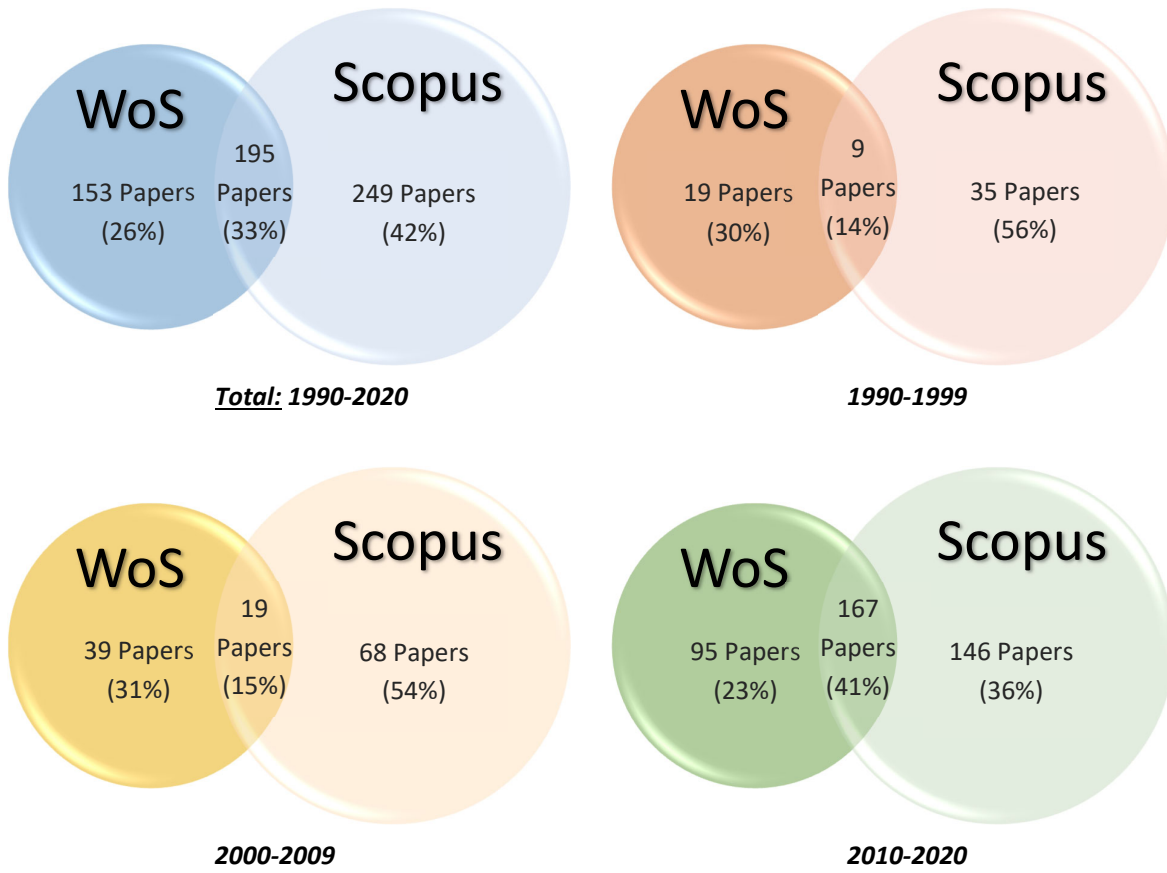 WoS
Scopus
195
Papers
(33%)
153 Papers
(26%)
249 Papers
(42%)
Total: 1990-2020
WoS
Scopus
9
Papers
(14%)
19 Papers
(30%)
35 Papers
(56%)
1990-1999
WoS
Scopus
19
Papers
(15%)
39 Papers
(31%)
68 Papers
(54%)
2000-2009
WoS
Scopus
167
Papers
(41%)
95 Papers
(23%)
146 Papers
(36%)
2010-2020